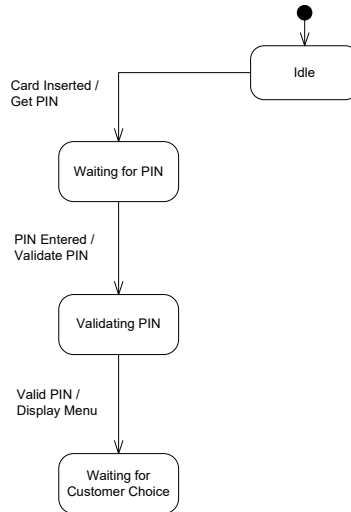 Idle
Card Inserted /
Get PIN
Waiting for PIN
PIN Entered /
Validate PIN
Validating PIN
Valid PIN /
Display Menu
Waiting for
Customer Choice